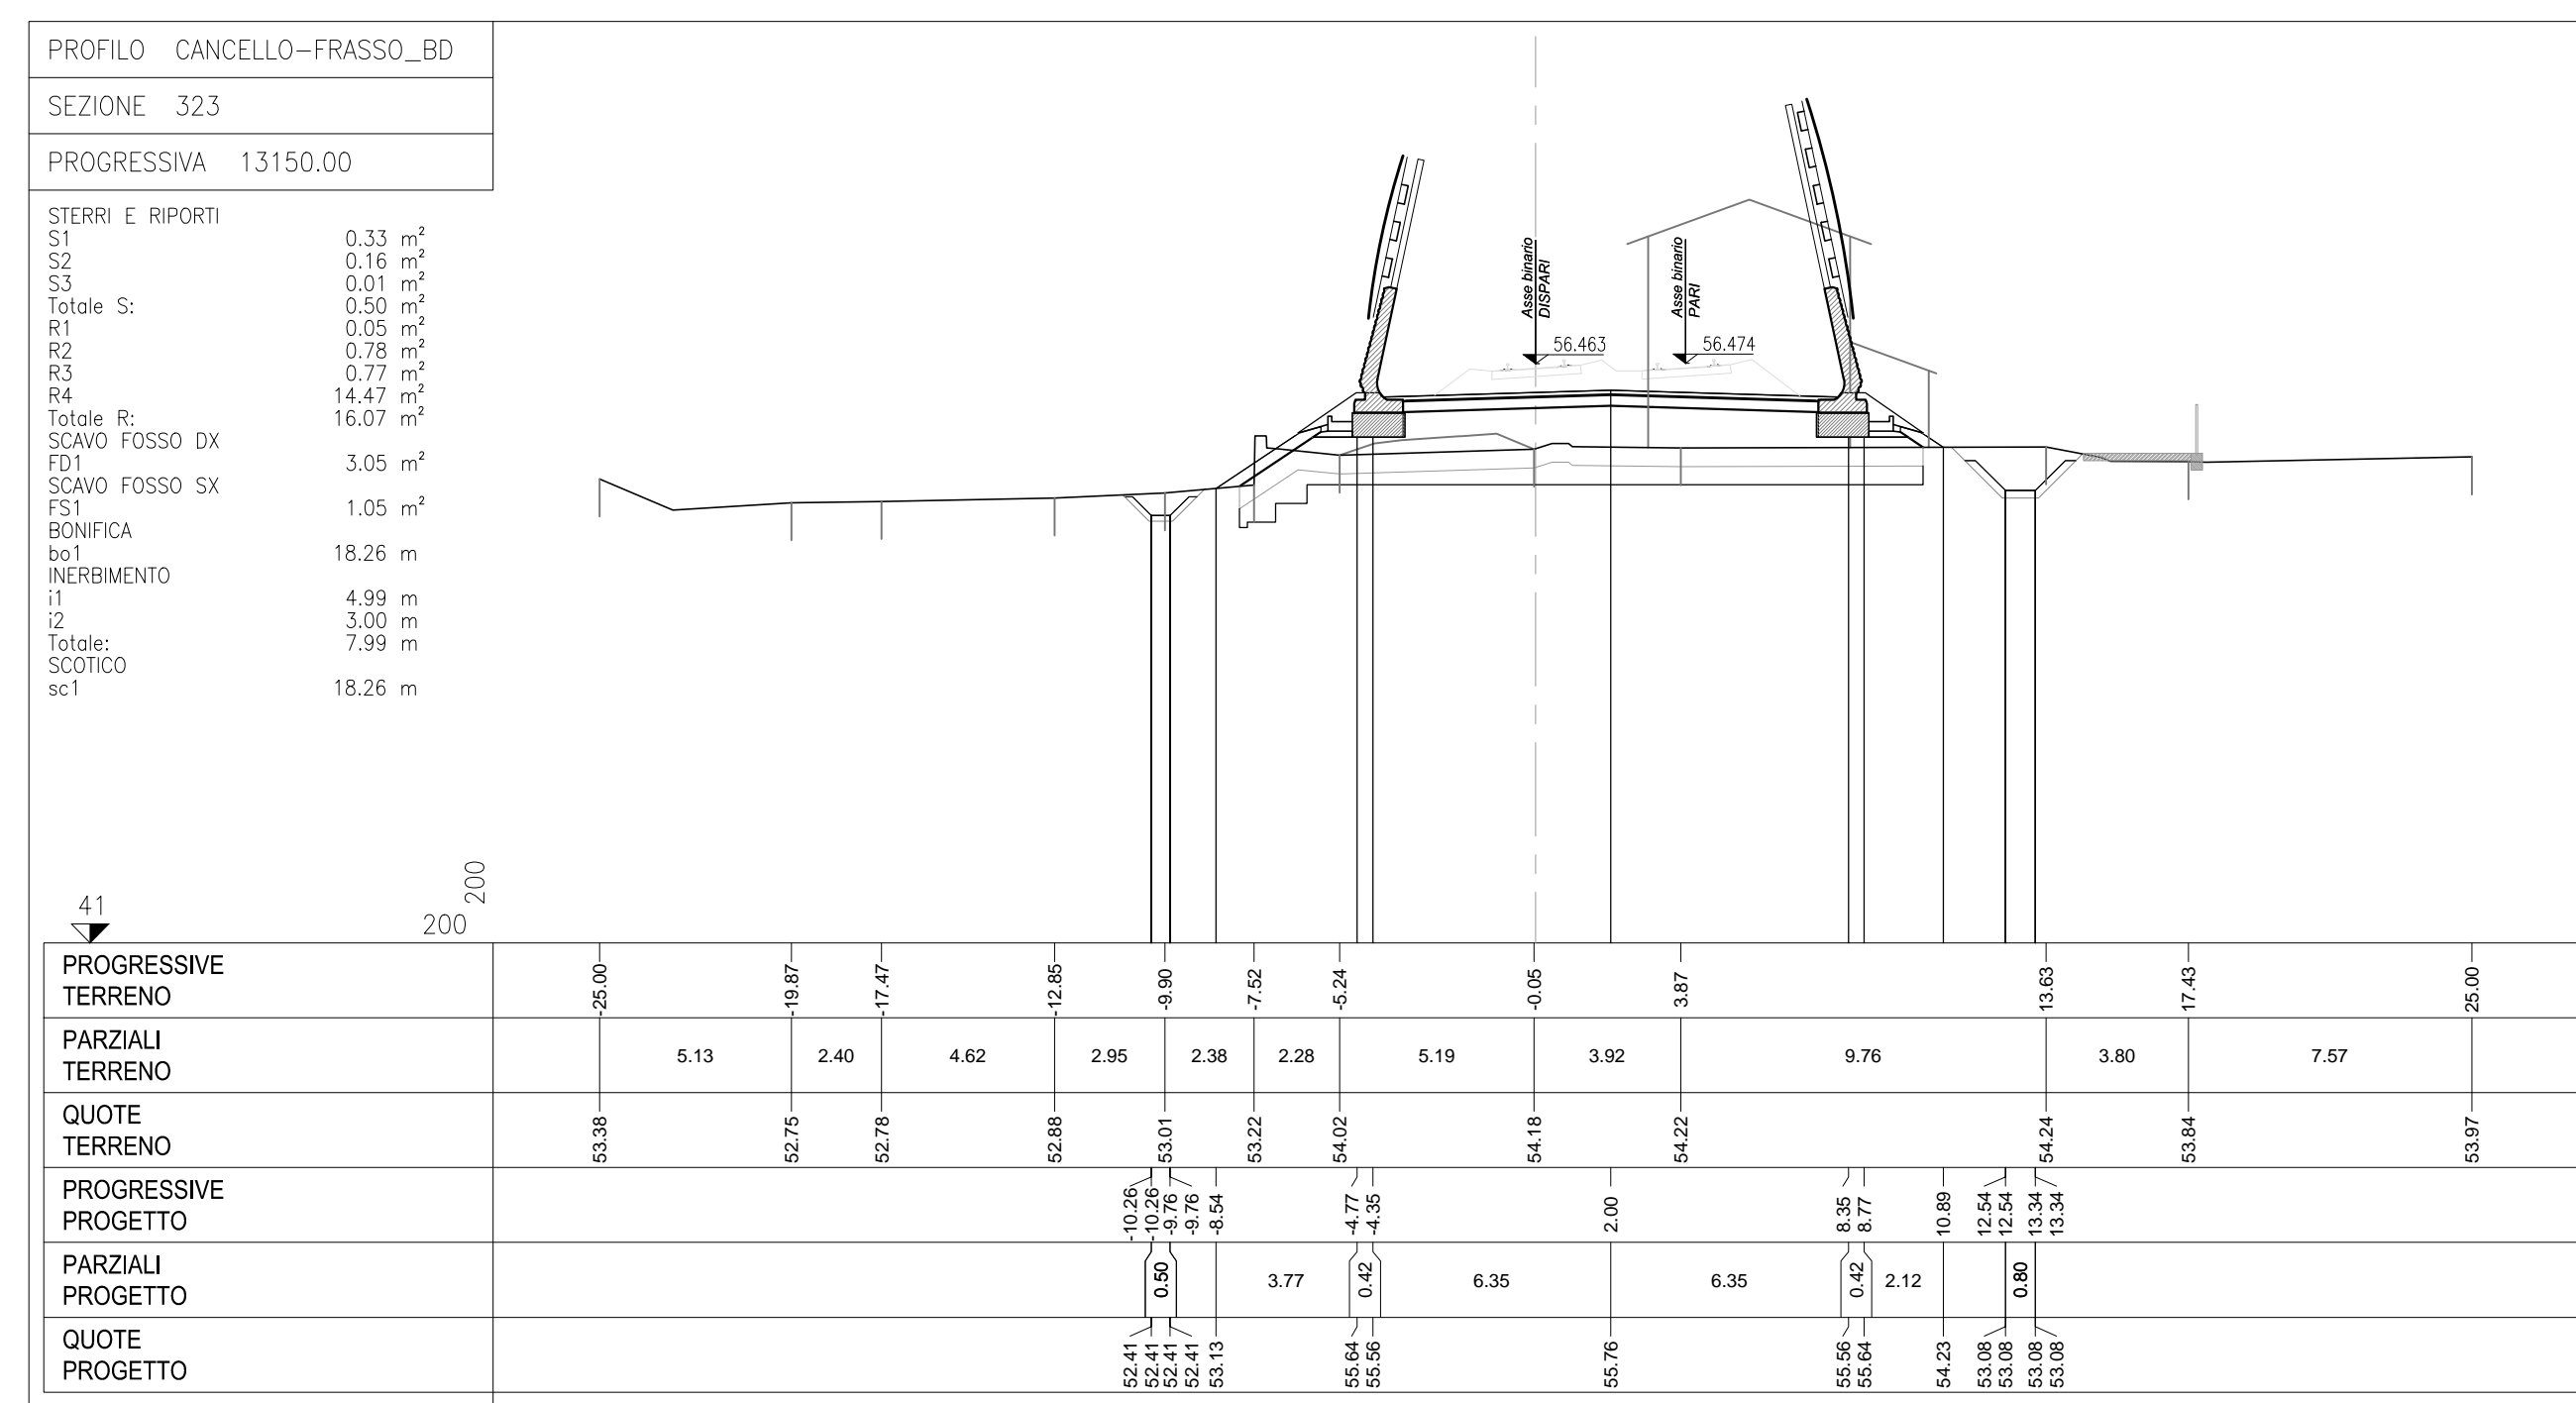 PROFILO CANCELLO-FRASSO_BD
SEZIONE 323
PROGRESSIVA 13150.00
STERRI E RIPORTI
S1 0.33 m²
S2 0.16 m²
S3 0.01 m²
Totale S: 0.50 m²
R1 0.05 m²
R2 0.78 m²
R3 0.77 m²
R4 14.47 m²
Totale R: 16.07 m²
SCAVO FOSSO DX
FD1 3.05 m²
SCAVO FOSSO SX
FS1 1.05 m²
BONIFICA
bo1 18.26 m
INERBIMENTO
i1 4.99 m
i2 3.00 m
Totale: 7.99 m
SCOTICO
sc1 18.26 m
Asse binario
DISPARI
56.463
Asse binario
PARI
56.474
41
200
200
PROGRESSIVE
TERRENO
-25.00 -19.87 -17.47 -12.85 -9.90 -7.52 -5.24 -0.05 3.87 13.63 17.43 25.00
PARZIALI
TERRENO
5.13 2.40 4.62 2.95 2.38 2.28 5.19 3.92 9.76 3.80 7.57
QUOTE
TERRENO
53.38 52.75 52.78 52.88 53.01 53.22 54.02 54.18 54.22 54.24 53.84 53.97
PROGRESSIVE
PROGETTO
-10.26 -10.26 -9.76 -9.76 -8.54 -4.77 -4.35 2.00 8.35 8.77 10.89 12.54 12.54 13.34 13.34
PARZIALI
PROGETTO
0.50 3.77 0.42 6.35 6.35 0.42 2.12 0.80
QUOTE
PROGETTO
52.41 52.41 52.41 52.41 53.13 55.64 55.56 55.76 55.56 55.64 54.23 53.08 53.08 53.08 53.08